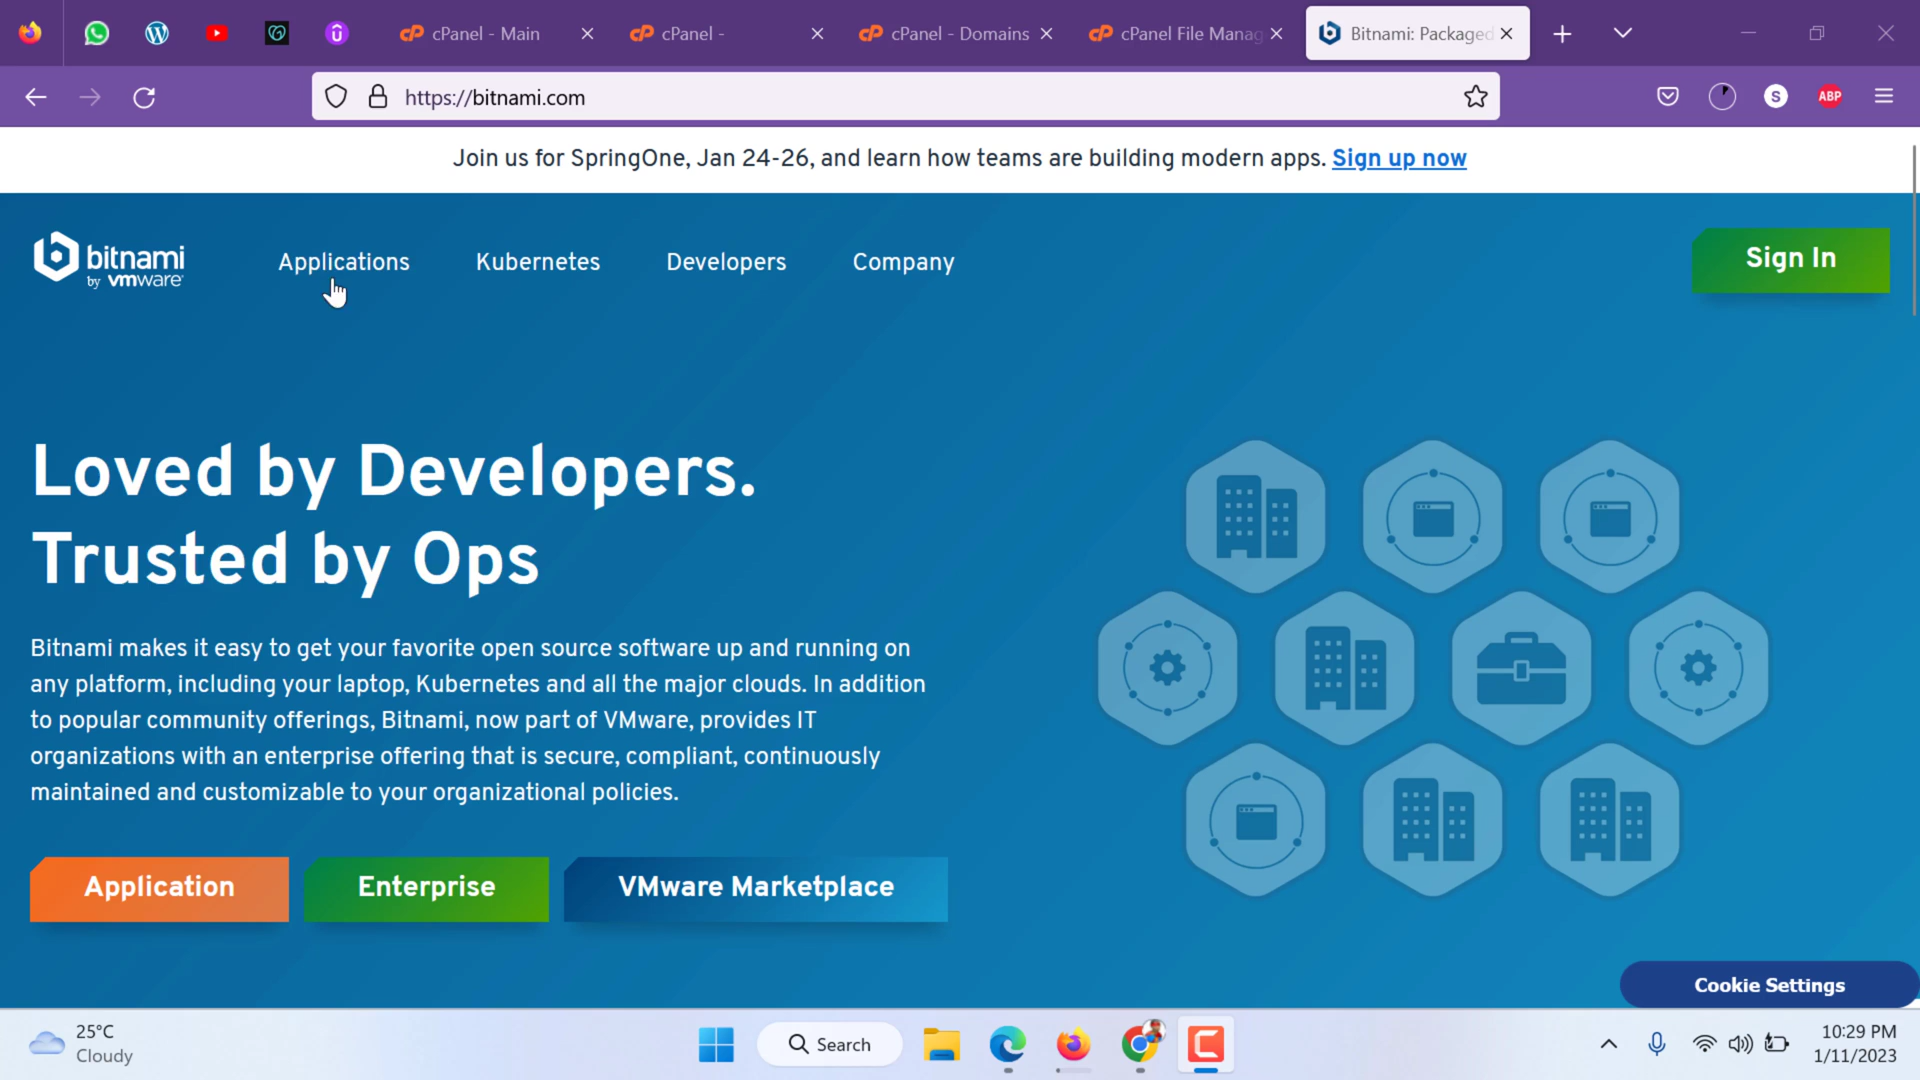 cPanel - Main
cPanel -
cPanel - Domains
cPanel File Manag
Bitnami: Packaged
https://bitnami.com
S
ABP
Join us for SpringOne, Jan 24-26, and learn how teams are building modern apps. Sign up now
bitnami
by vmware
Applications
Kubernetes
Developers
Company
Sign In
Loved by Developers.
Trusted by Ops
Bitnami makes it easy to get your favorite open source software up and running on
any platform, including your laptop, Kubernetes and all the major clouds. In addition
to popular community offerings, Bitnami, now part of VMware, provides IT
organizations with an enterprise offering that is secure, compliant, continuously
maintained and customizable to your organizational policies.
Application
Enterprise
VMware Marketplace
Cookie Settings
25°C
Cloudy
Search
10:29 PM
1/11/2023